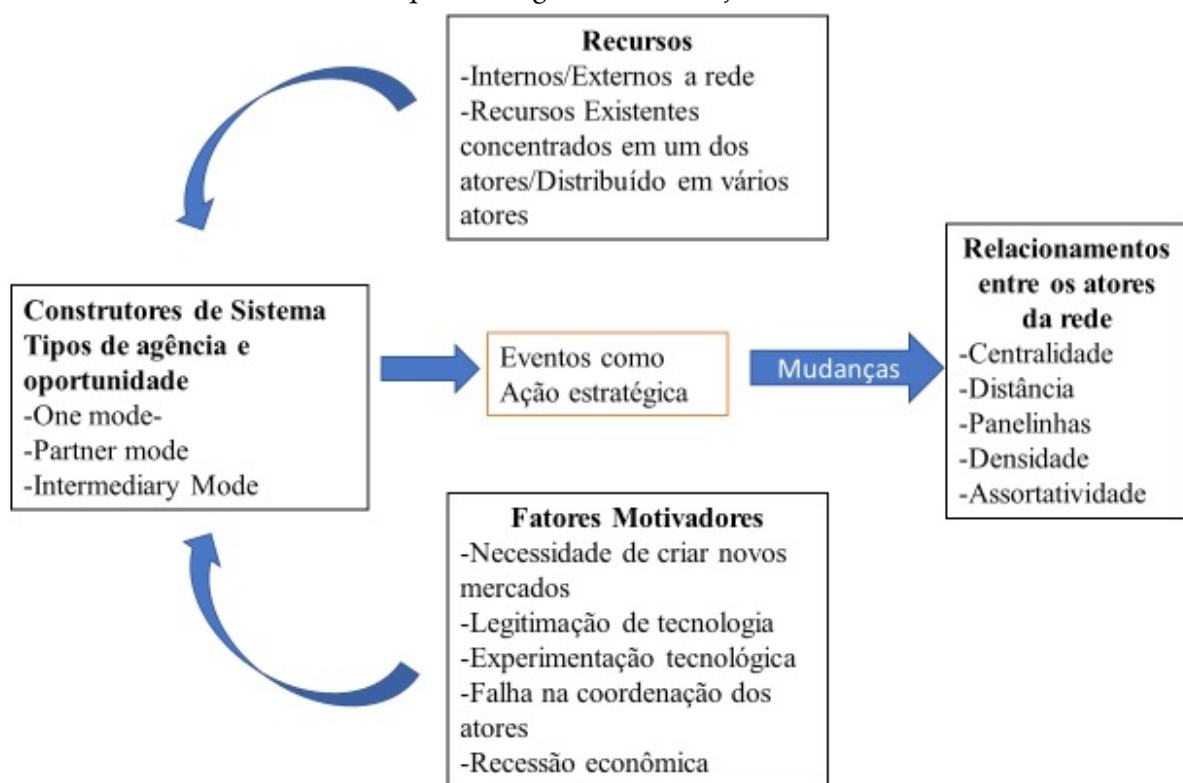 Recursos
-Internos/Externos a rede
-Recursos Existentes
concentrados em um dos
atores/Distribuído em vários
atores
Construtores de Sistema
Tipos de agência e
oportunidade
-One mode-
-Partner mode
-Intermediary Mode
Eventos como
Ação estratégica
Mudanças
Relacionamentos
entre os atores
da rede
-Centralidade
-Distância
-Panelinhas
-Densidade
-Assortatividade
Fatores Motivadores
-Necessidade de criar novos
mercados
-Legitimação de tecnologia
-Experimentação tecnológica
-Falha na coordenação dos
atores
-Recessão econômica